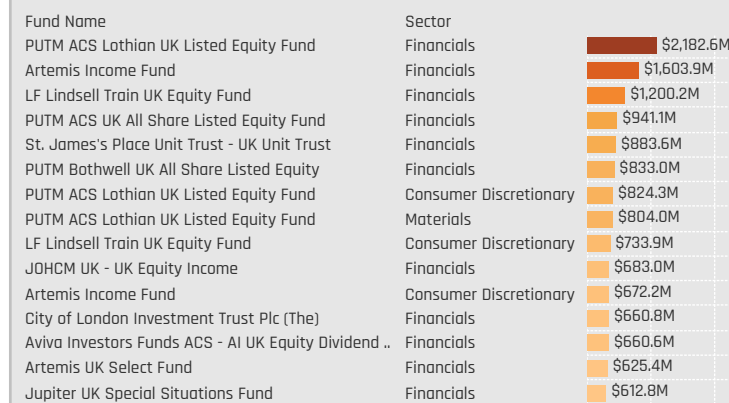 Fund Name Sector
PUTM ACS Lothian UK Listed Equity Fund Financials $2,182.6M
Artemis Income Fund Financials $1,603.9M
LF Lindsell Train UK Equity Fund Financials $1,200.2M
PUTM ACS UK All Share Listed Equity Fund Financials $941.1M
St. James's Place Unit Trust - UK Unit Trust Financials $883.6M
PUTM Bothwell UK All Share Listed Equity Financials $833.0M
PUTM ACS Lothian UK Listed Equity Fund Consumer Discretionary $824.3M
PUTM ACS Lothian UK Listed Equity Fund Materials $804.0M
LF Lindsell Train UK Equity Fund Consumer Discretionary $733.9M
JOHCM UK - UK Equity Income Financials $683.0M
Artemis Income Fund Consumer Discretionary $672.2M
City of London Investment Trust Plc (The) Financials $660.8M
Aviva Investors Funds ACS - AI UK Equity Dividend .. Financials $660.6M
Artemis UK Select Fund Financials $625.4M
Jupiter UK Special Situations Fund Financials $612.8M